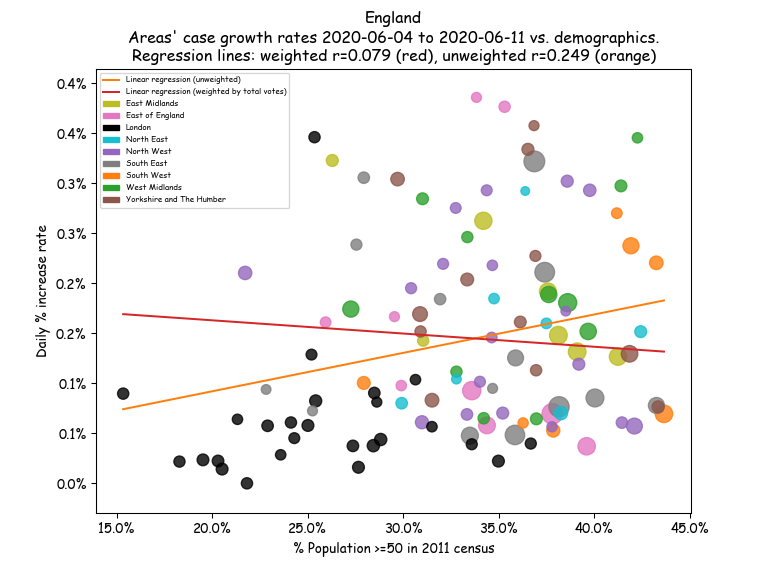 England
Areas' case growth rates 2020-06-04 to 2020-06-11 vs. demographics.
Regression lines: weighted r=0.079 (red), unweighted r=0.249 (orange)
Linear regression (unweighted)
Linear regression (weighted by total votes)
East Midlands
East of England
London
North East
North West
South East
South West
West Midlands
Yorkshire and The Humber
0.4%
0.4%
0.3%
0.3%
0.2%
0.2%
0.1%
0.1%
0.0%
Daily % increase rate
15.0% 20.0% 25.0% 30.0% 35.0% 40.0% 45.0%
% Population >=50 in 2011 census